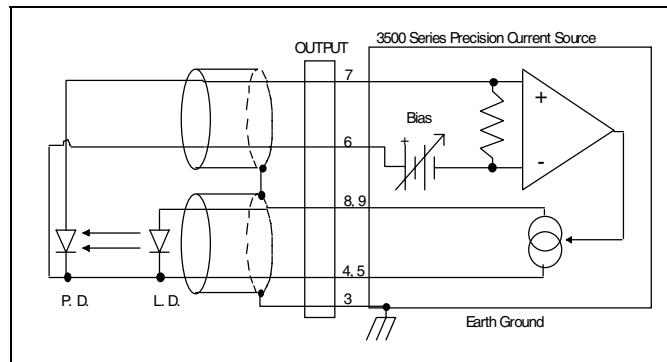 3500 Series Precision Current Source
OUTPUT
7
+
Bias
+
6
-
8, 9
4, 5
P. D.
L. D.
3
Earth Ground